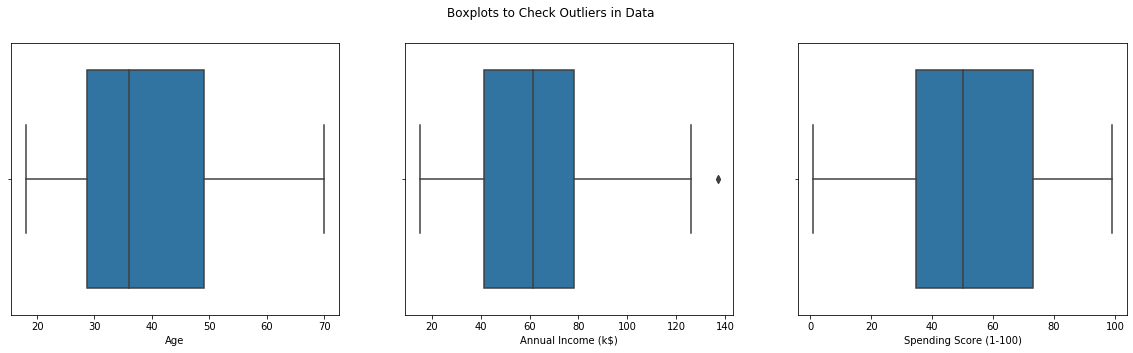 Boxplots to Check Outliers in Data
20 30 40 50 60 70
Age
20 40 60 80 100 120 140
Annual Income (k$)
0 20 40 60 80 100
Spending Score (1-100)